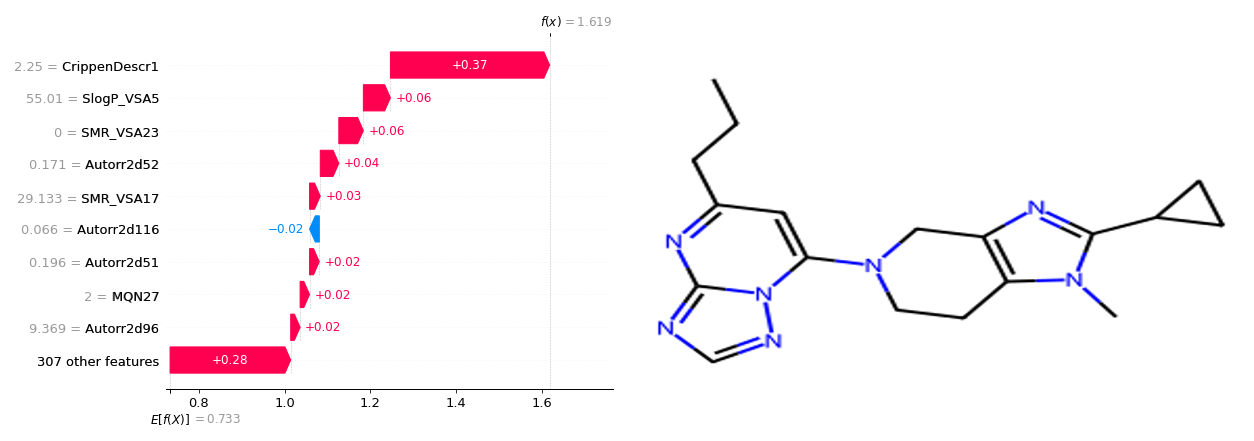 f(x) = 1.619
2.25 = CrippenDescr1
+0.37
55.01 = SlogP_VSA5
+0.06
0 = SMR_VSA23
+0.06
0.171 = Autorr2d52
+0.04
29.133 = SMR_VSA17
+0.03
0.066 = Autorr2d116
−0.02
0.196 = Autorr2d51
+0.02
2 = MQN27
+0.02
9.369 = Autorr2d96
+0.02
307 other features
+0.28
0.8 1.0 1.2 1.4 1.6
E[f(X)] = 0.733
N
N
N
N
N
N
N
N